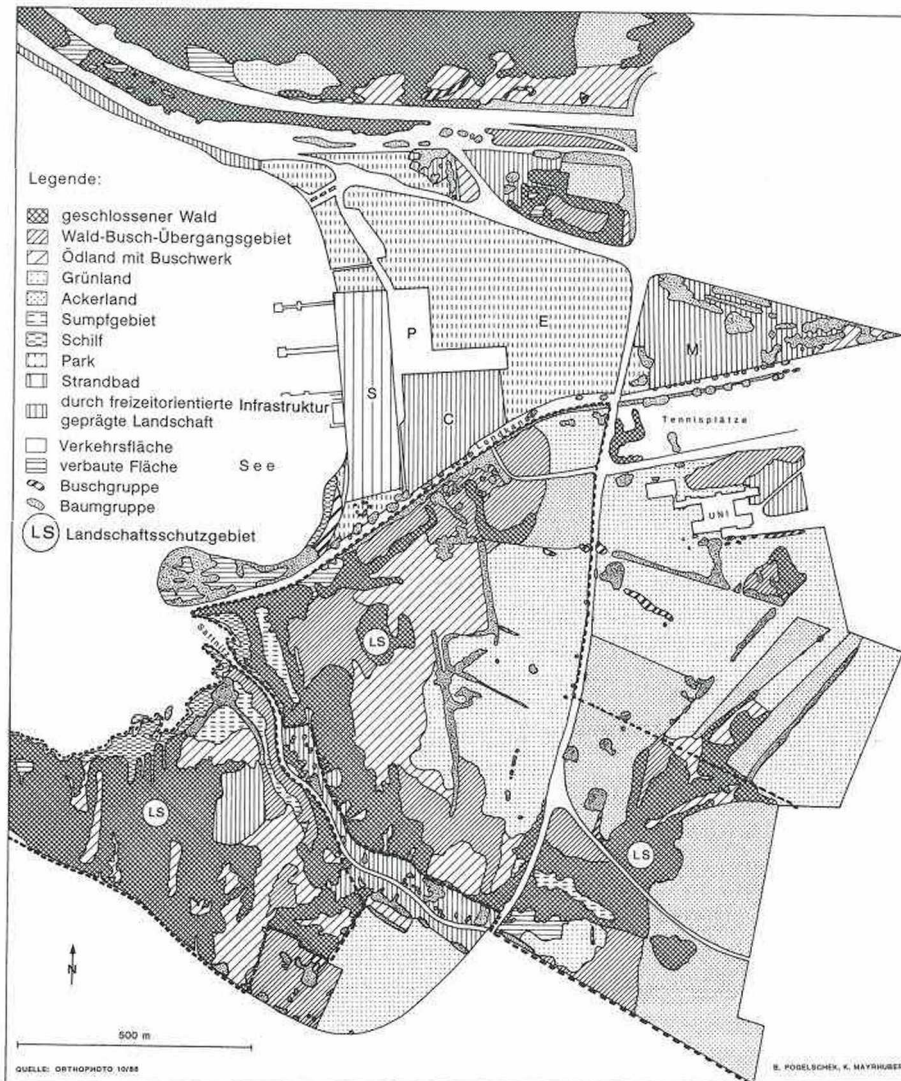 Legende:
geschlossener Wald
Wald-Busch-Übergangsgebiet
Ödland mit Buschwerk
Grünland
Ackerland
Sumpfgebiet
Schilf
Park
Strandbad
durch freizeitorientierte Infrastruktur
geprägte Landschaft
Verkehrsfläche
verbaute Fläche
Buschgruppe
Baumgruppe
LS Landschaftsschutzgebiet
See
P
E
S
C
M
Lendkanal
Tennisplätze
UNI
LS
LS
LS
N
500 m
QUELLE: ORTHOPHOTO 10/88
B. POGELSCHEK, K. MAYRHUBER